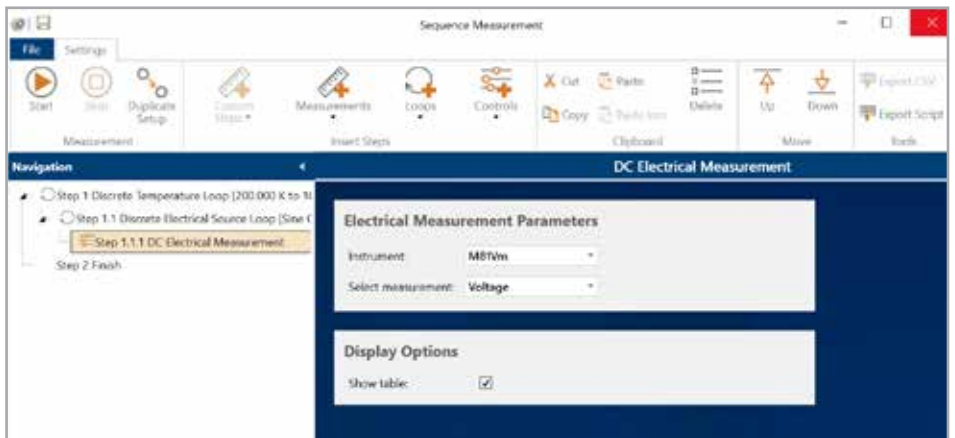 Sequence Measurement
File Settings
Start Skip Duplicate Setup Custom Steps Measurements Loops Controls Cut Copy Paste Delete Up Down Export CSV Export Script
Measurement Insert Steps Clipboard Move Tools
Navigation
DC Electrical Measurement
Step 1 Discrete Temperature Loop (200.000 K to
Step 1.1 Discrete Electrical Source Loop (Sine
Step 1.1.1 DC Electrical Measurement
Step 2 Finish
Electrical Measurement Parameters
Instrument: M81Vm
Select measurement: Voltage
Display Options
Show table: